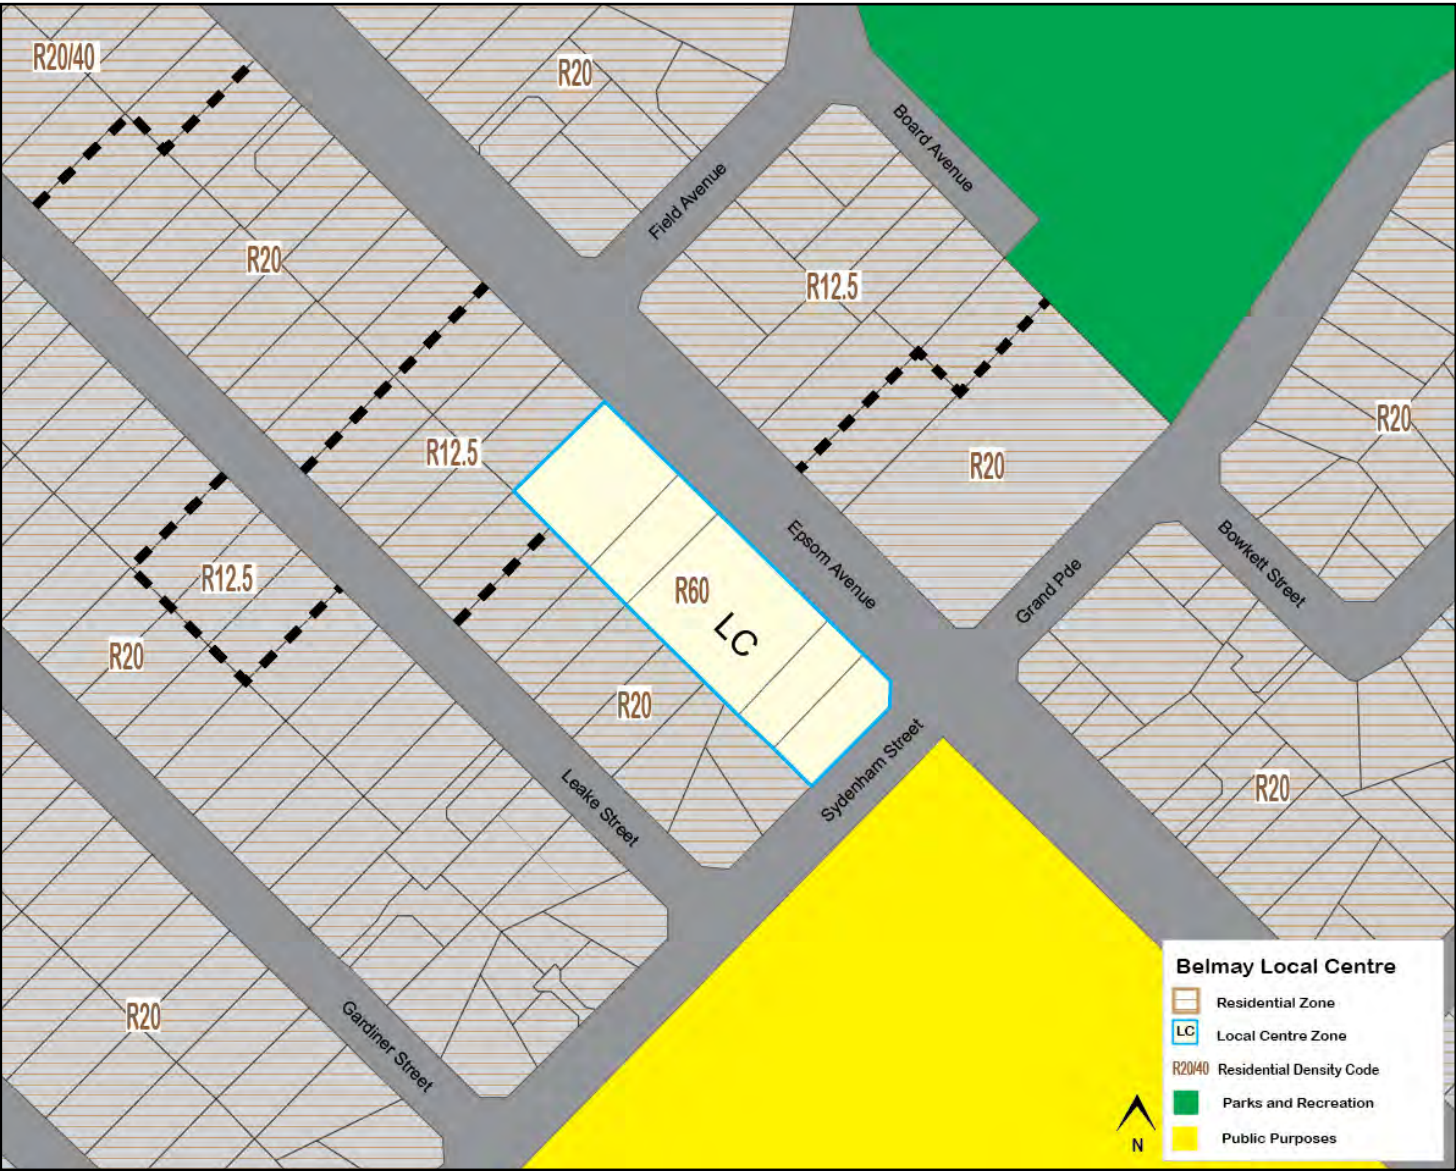 R20/40
R20
Board Avenue
Field Avenue
R20
R12.5
R20
R12.5
R20
Epsom Avenue
Bowkett Street
Grand Pde
R12.5
R60
LC
R20
R20
Sydenham Street
R20
Leake Street
R20
Gardiner Street
Belmay Local Centre
Residential Zone
LC Local Centre Zone
R20/40 Residential Density Code
Parks and Recreation
Public Purposes
N